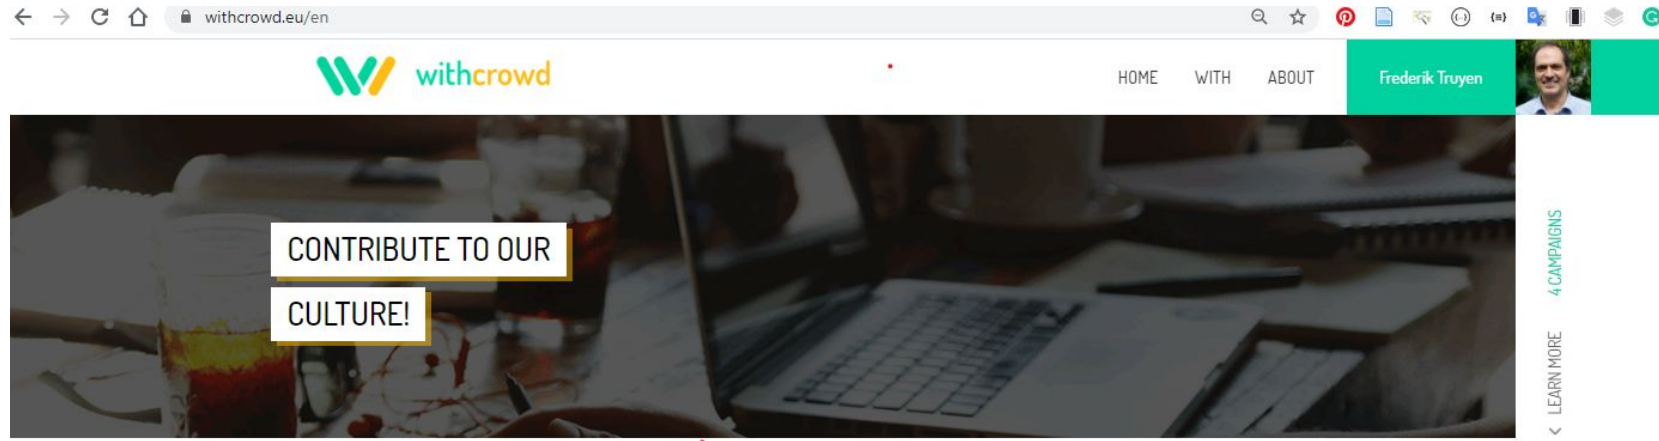 withcrowd.eu/en
withcrowd
HOME WITH ABOUT Frederik Truyen
CONTRIBUTE TO OUR
CULTURE!
4 CAMPAIGNS
LEARN MORE